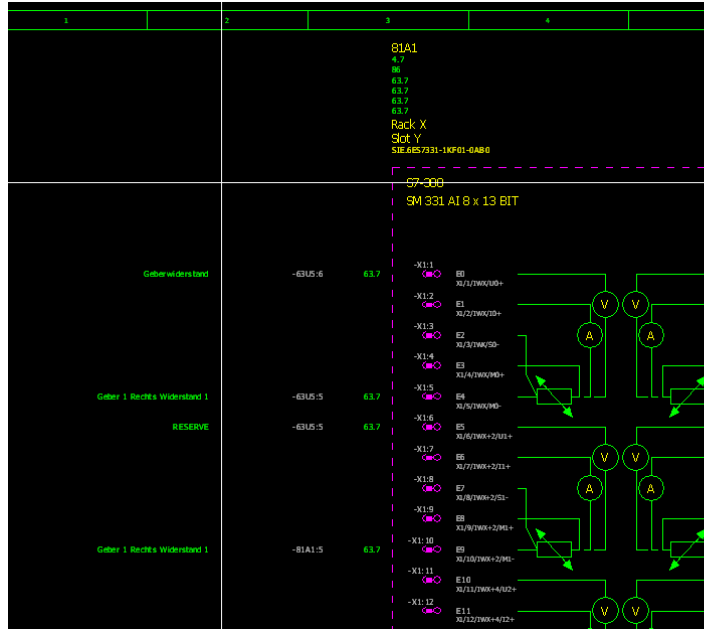 1 2 3 4
81A1
4.7
86
63.7
63.7
63.7
63.7
Rack X
Slot Y
SIE.6ES7331-1KF01-0AB0
S7-300
SM 331 AI 8 x 13 BIT
Geberwiderstand -63U5:6 63.7 -X1:1 E0
X1/1/IWX/U0+
-X1:2 E1 V V
X1/2/IWX/I0+
-X1:3 E2 A A
X1/3/IWX/S0-
-X1:4 E3
X1/4/IWX/M0+
Geber 1 Rechts Widerstand 1 -63U5:5 63.7 -X1:5 E4
X1/5/IWX/M0-
RESERVE -63U5:5 63.7 -X1:6 E5
X1/6/IWX+2/U1+
-X1:7 E6 V V
X1/7/IWX+2/I1+
-X1:8 E7 A A
X1/8/IWX+2/S1-
-X1:9 E8
X1/9/IWX+2/M1+
Geber 1 Rechts Widerstand 1 -81A1:5 63.7 -X1:10 E9
X1/10/IWX+2/M1-
-X1:11 E10
X1/11/IWX+4/U2+
-X1:12 E11 V V
X1/12/IWX+4/I2+